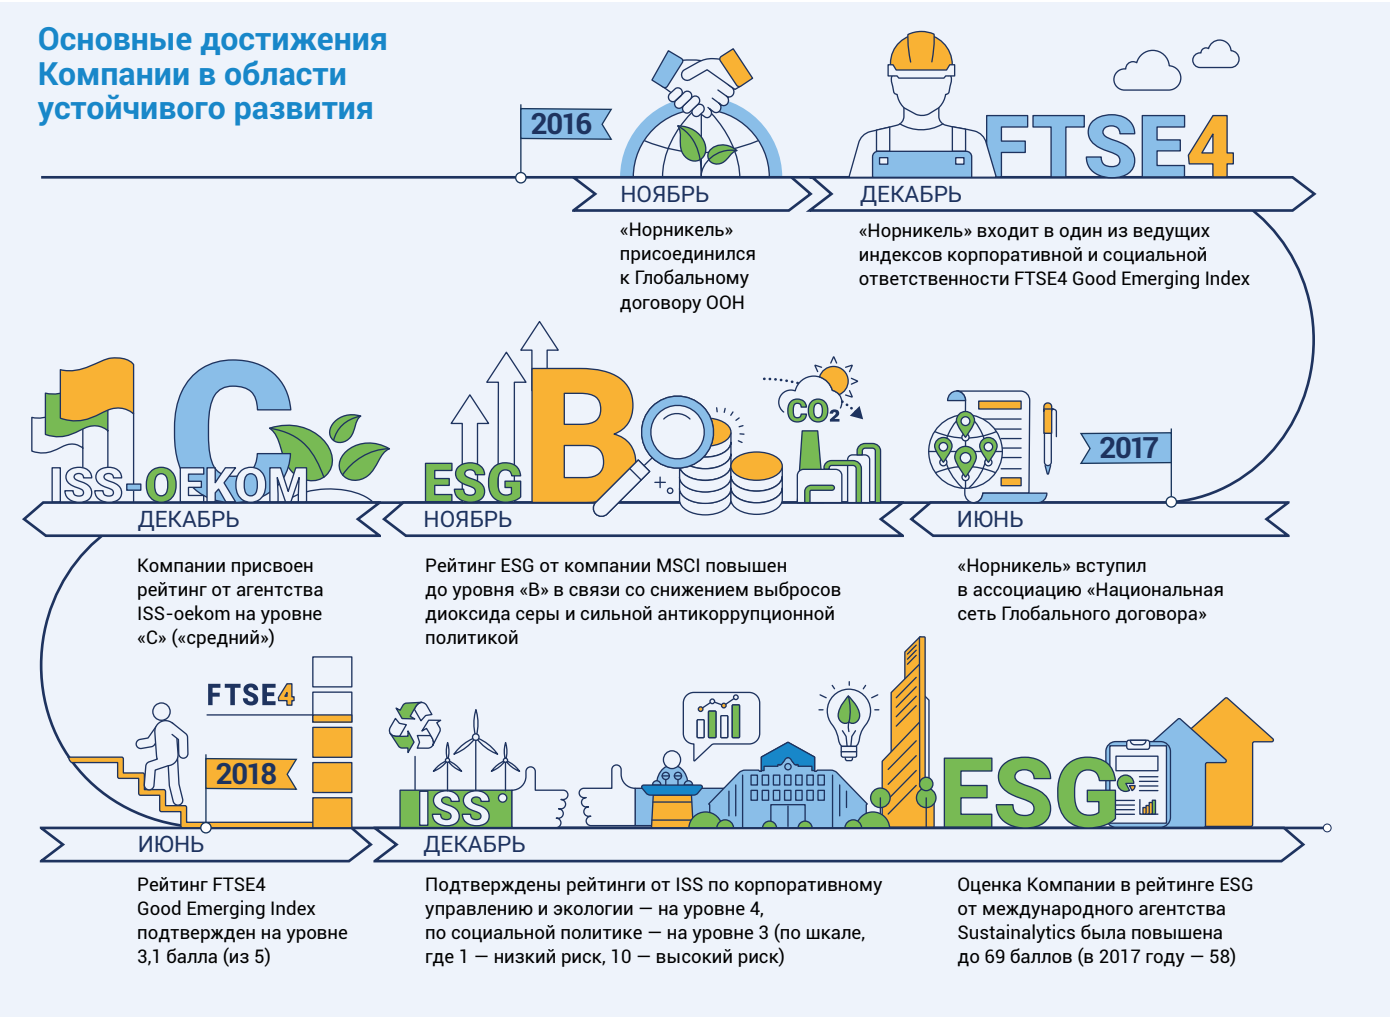 Основные достижения
Компании в области
устойчивого развития
2016
FTSE4
НОЯБРЬ
ДЕКАБРЬ
«Норникель»
присоединился
к Глобальному
договору ООН
«Норникель» входит в один из ведущих
индексов корпоративной и социальной
ответственности FTSE4 Good Emerging Index
2017
ИЮНЬ
«Норникель» вступил
в ассоциацию «Национальная
сеть Глобального договора»
ESG
B
CO₂
НОЯБРЬ
Рейтинг ESG от компании MSCI повышен
до уровня «В» в связи со снижением выбросов
диоксида серы и сильной антикоррупционной
политикой
C
ISS-OEKOM
ДЕКАБРЬ
Компании присвоен
рейтинг от агентства
ISS-oekom на уровне
«С» («средний»)
FTSE4
2018
ИЮНЬ
Рейтинг FTSE4
Good Emerging Index
подтвержден на уровне
3,1 балла (из 5)
ISS
ESG
ДЕКАБРЬ
Подтверждены рейтинги от ISS по корпоративному
управлению и экологии — на уровне 4,
по социальной политике — на уровне 3 (по шкале,
где 1 — низкий риск, 10 — высокий риск)
Оценка Компании в рейтинге ESG
от международного агентства
Sustainalytics была повышена
до 69 баллов (в 2017 году — 58)